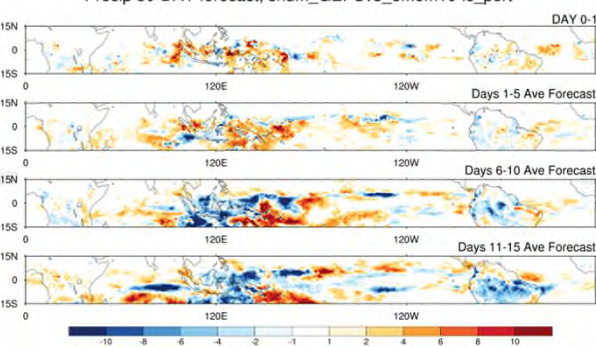 DAY 0-1
15N
0
15S
0
120E
120W
Days 1-5 Ave Forecast
15N
0
15S
0
120E
120W
Days 6-10 Ave Forecast
15N
0
15S
0
120E
120W
Days 11-15 Ave Forecast
15N
0
15S
0
120E
120W
-10 -8 -6 -4 -2 -1 1 2 4 6 8 10